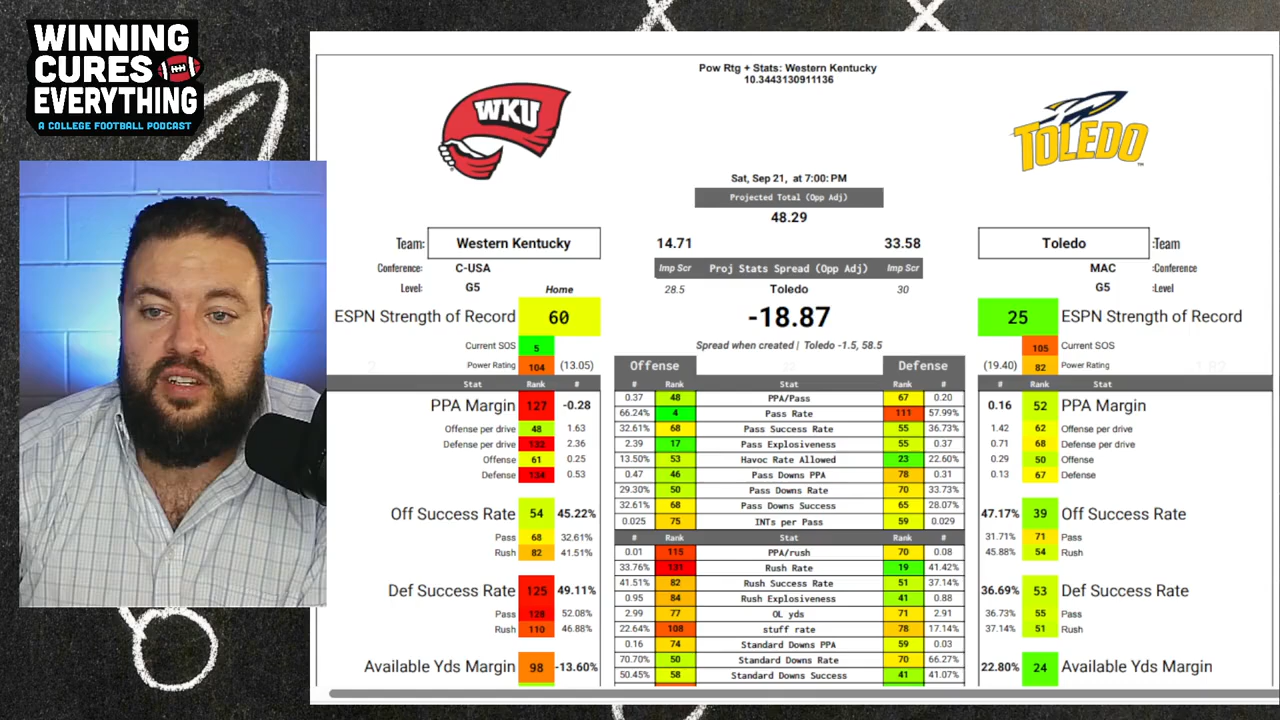 WINNING
CURES
EVERYTHING
A COLLEGE FOOTBALL PODCAST
Pow Rtg + Stats: Western Kentucky
10.3443130911136
WKU
TOLEDO
Sat, Sep 21, at 7:00: PM
Projected Total (Opp Adj)
48.29
Team: Western Kentucky 14.71 33.58 Toledo :Team
Conference: C-USA Imp Scr Proj Stats Spread (Opp Adj) Imp Scr MAC :Conference
Level: G5 Home 28.5 Toledo 30 G5 :Level
ESPN Strength of Record 60 -18.87 25 ESPN Strength of Record
Current SOS 5 Spread when created | Toledo -1.5, 58.5 105 Current SOS
Power Rating 104 (13.05) Offense Defense (19.40) 82 Power Rating
Stat Rank # # Rank Stat Rank # # Rank Stat
0.37 48 PPA/Pass 67 0.20
PPA Margin 127 -0.28 66.24% 4 Pass Rate 111 57.99% 0.16 52 PPA Margin
Offense per drive 48 1.63 32.61% 68 Pass Success Rate 55 36.73% 1.42 62 Offense per drive
Defense per drive 132 2.36 2.39 17 Pass Explosiveness 55 0.37 0.71 68 Defense per drive
Offense 61 0.25 13.50% 53 Havoc Rate Allowed 23 22.60% 0.29 50 Offense
Defense 134 0.53 0.47 46 Pass Downs PPA 78 0.31 0.13 67 Defense
29.30% 50 Pass Downs Rate 70 33.73%
Off Success Rate 54 45.22% 32.61% 68 Pass Downs Success 65 28.07% 47.17% 39 Off Success Rate
0.025 75 INTs per Pass 59 0.029
Pass 68 32.61% # Rank Stat Rank # 31.71% 71 Pass
Rush 82 41.51% 0.01 115 PPA/rush 70 0.08 45.88% 54 Rush
33.76% 131 Rush Rate 19 41.42%
Def Success Rate 125 49.11% 41.51% 82 Rush Success Rate 51 37.14% 36.69% 53 Def Success Rate
0.95 84 Rush Explosiveness 41 0.88
Pass 128 52.08% 2.99 77 OL yds 71 2.91 36.73% 55 Pass
Rush 110 46.88% 22.64% 108 stuff rate 78 17.14% 37.14% 51 Rush
0.16 74 Standard Downs PPA 59 0.03
Available Yds Margin 98 -13.60% 70.70% 50 Standard Downs Rate 70 66.27% 22.80% 24 Available Yds Margin
50.45% 58 Standard Downs Success 41 41.07%